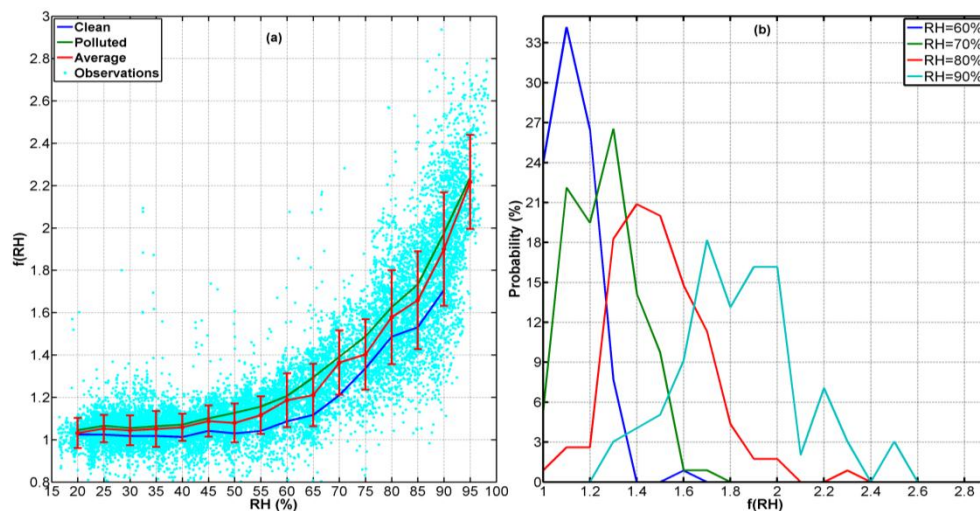 (a)
Clean
Polluted
Average
Observations
3
2.8
2.6
2.4
2.2
2
1.8
1.6
1.4
1.2
1
0.8
f(RH)
15 20 25 30 35 40 45 50 55 60 65 70 75 80 85 90 95 100
RH (%)
(b)
RH=60%
RH=70%
RH=80%
RH=90%
33
30
27
24
21
18
15
12
9
6
3
0
Probability (%)
1 1.2 1.4 1.6 1.8 2 2.2 2.4 2.6 2.8
f(RH)